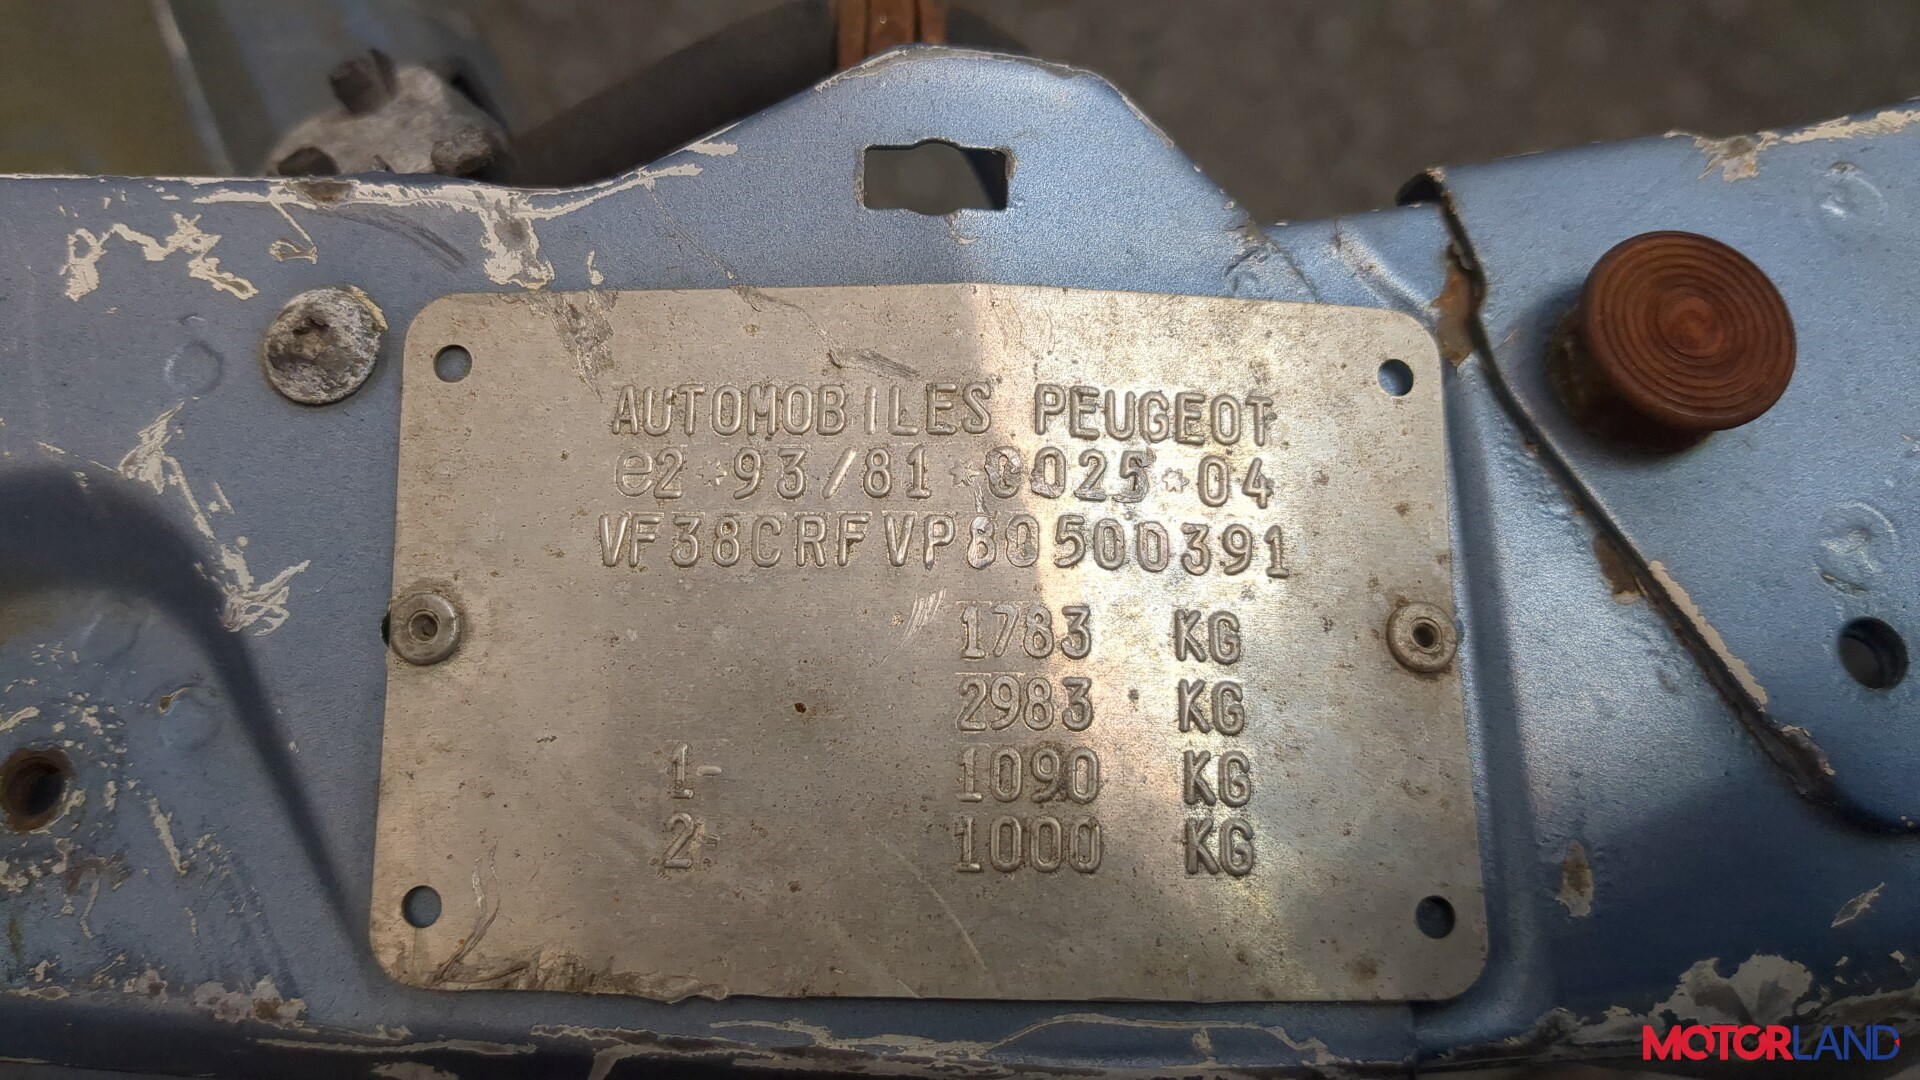 AUTOMOBILES PEUGEOT
e2*93/81*0025*04
VF38CRFVP80500391
1783 KG
2983 KG
1- 1090 KG
2- 1000 KG
MOTORLAND